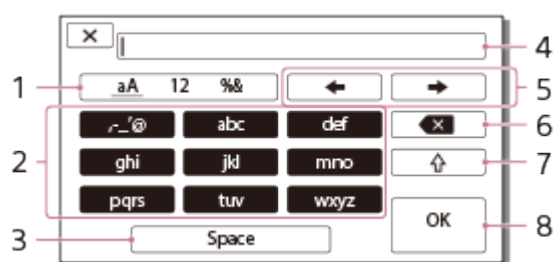 ×
4
1 aA 12 %& ← → 5
,-_'@ abc def × 6
2 ghi jkl mno ⇧ 7
pqrs tuv wxyz OK 8
3 Space